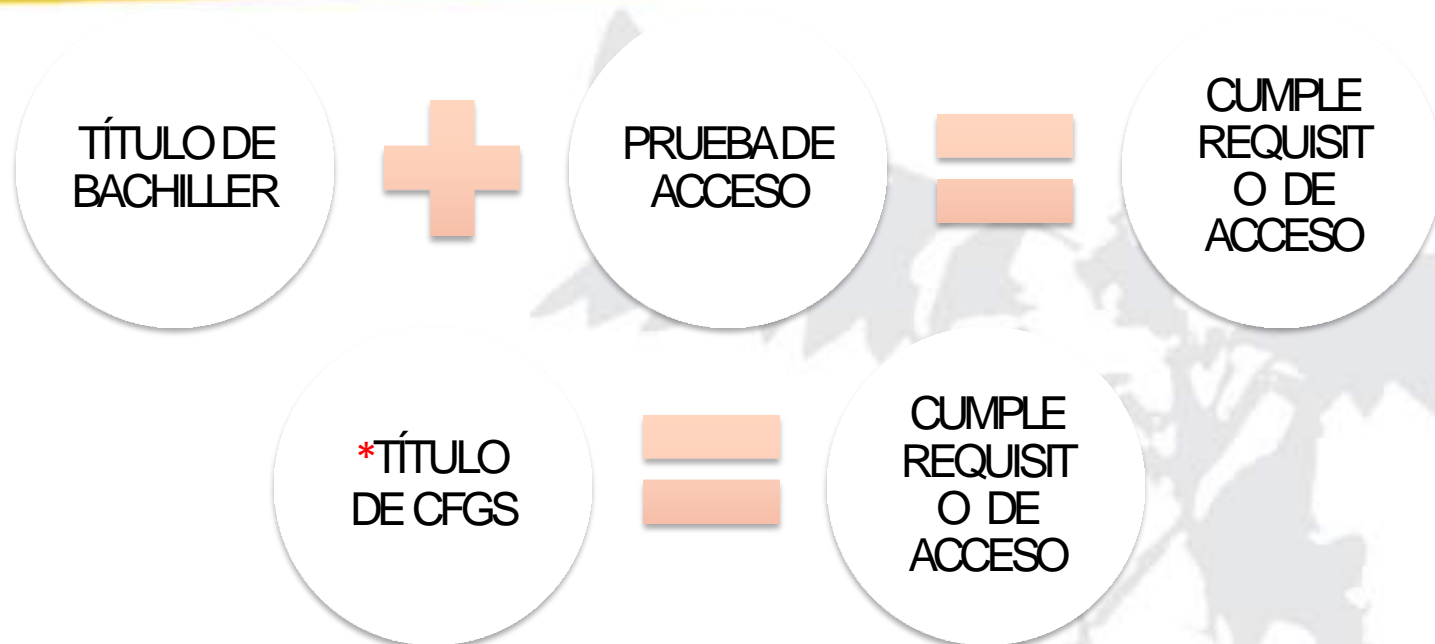 TÍTULO DE
BACHILLER
PRUEBA DE
ACCESO
CUMPLE
REQUISIT
O DE
ACCESO
*TÍTULO
DE CFGS
CUMPLE
REQUISIT
O DE
ACCESO